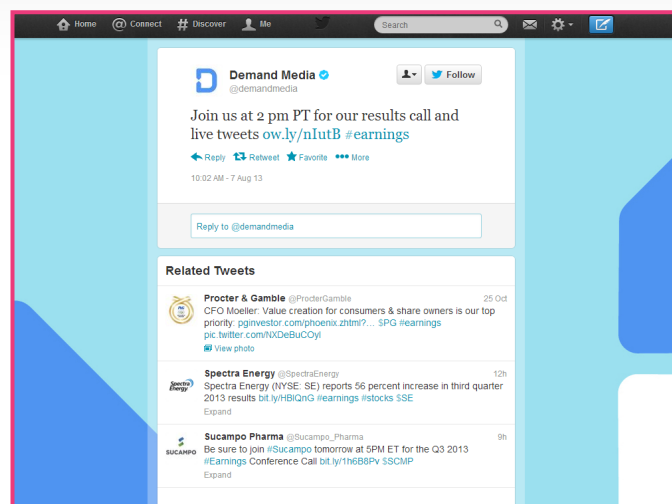 Home @ Connect # Discover Me Search
Demand Media
@demandmedia
Follow
Join us at 2 pm PT for our results call and
live tweets ow.ly/nIutB #earnings
Reply Retweet Favorite More
10:02 AM - 7 Aug 13
Reply to @demandmedia
Related Tweets
Procter & Gamble @ProcterGamble 25 Oct
CFO Moeller: Value creation for consumers & share owners is our top
priority: pginvestor.com/phoenix.zhtml?... $PG #earnings
pic.twitter.com/NXDeBuCOyl
View photo
Spectra Energy
Spectra Energy @SpectraEnergy 12h
Spectra Energy (NYSE: SE) reports 56 percent increase in third quarter
2013 results bit.ly/HBlQnG #earnings #stocks $SE
Expand
SUCAMPO
Sucampo Pharma @Sucampo_Pharma 9h
Be sure to join #Sucampo tomorrow at 5PM ET for the Q3 2013
#Earnings Conference Call bit.ly/1h6B8Pv $SCMP
Expand